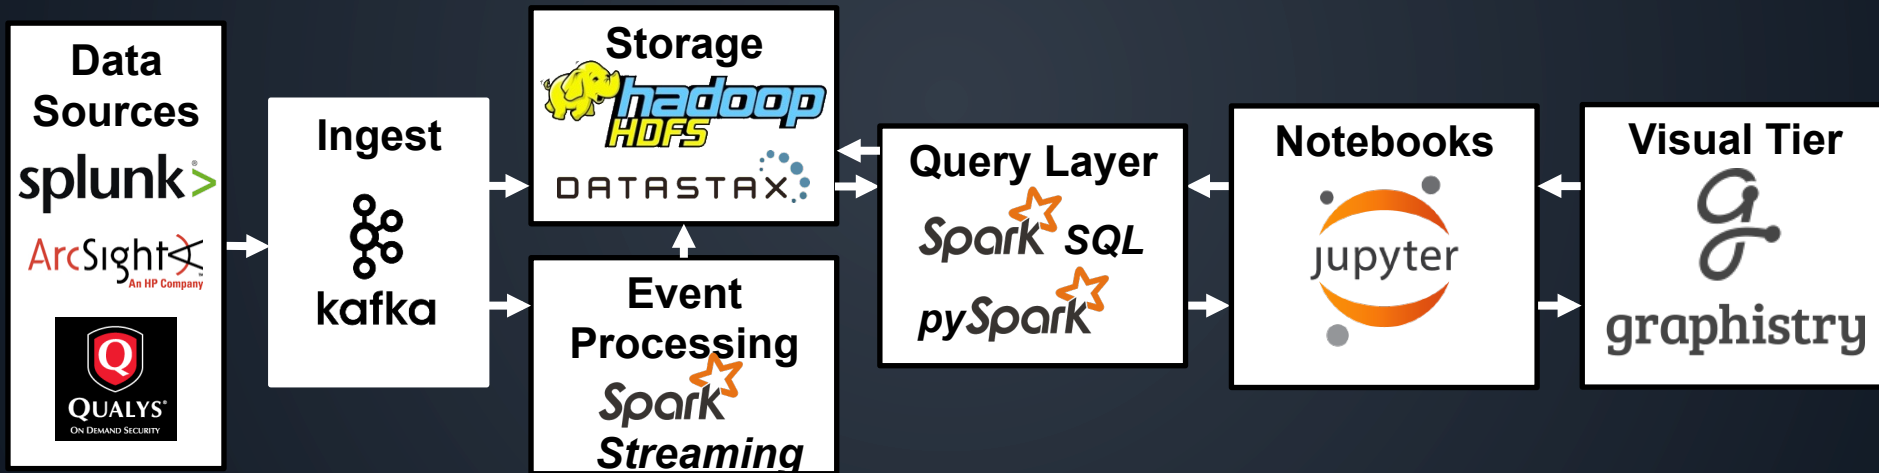 Data
Sources
splunk>
ArcSight
An HP Company
QUALYS®
ON DEMAND SECURITY
Ingest
kafka
Storage
hadoop
HDFS
DATASTAX
Event
Processing
Spark
Streaming
Query Layer
Spark SQL
pySpark
Notebooks
jupyter
Visual Tier
g
graphistry